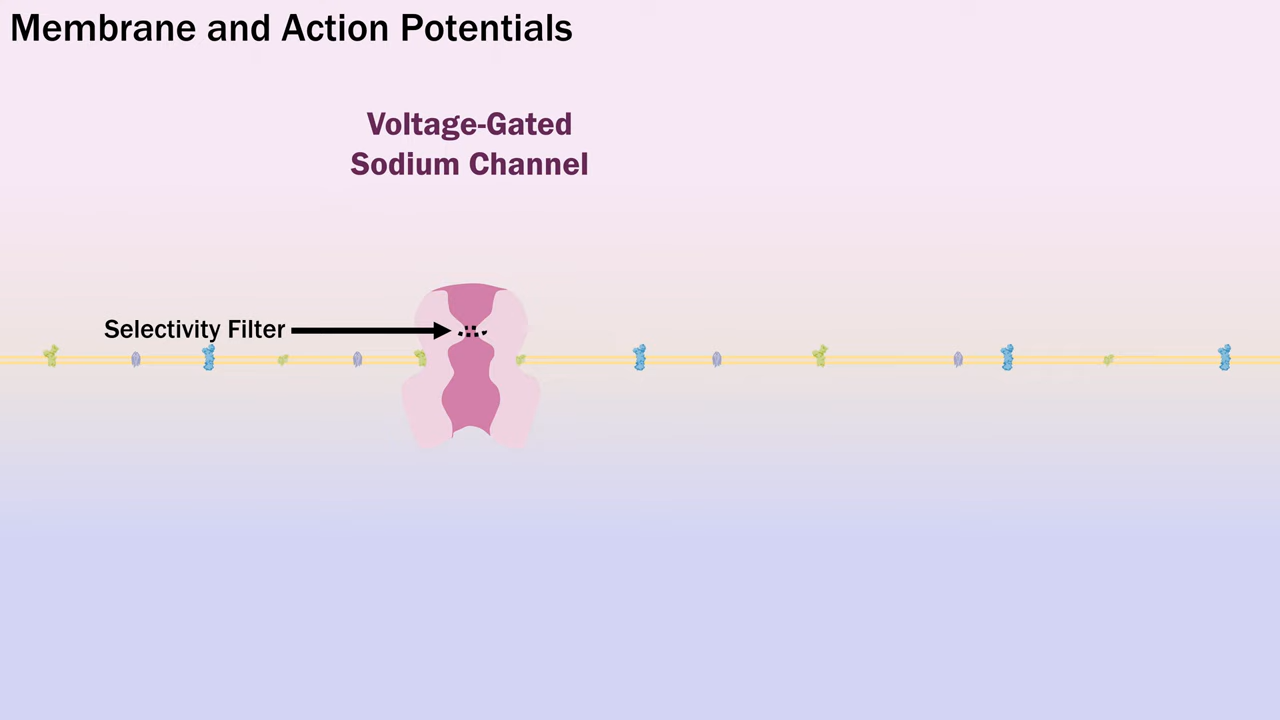 Membrane and Action Potentials
Voltage-Gated
Sodium Channel
Selectivity Filter